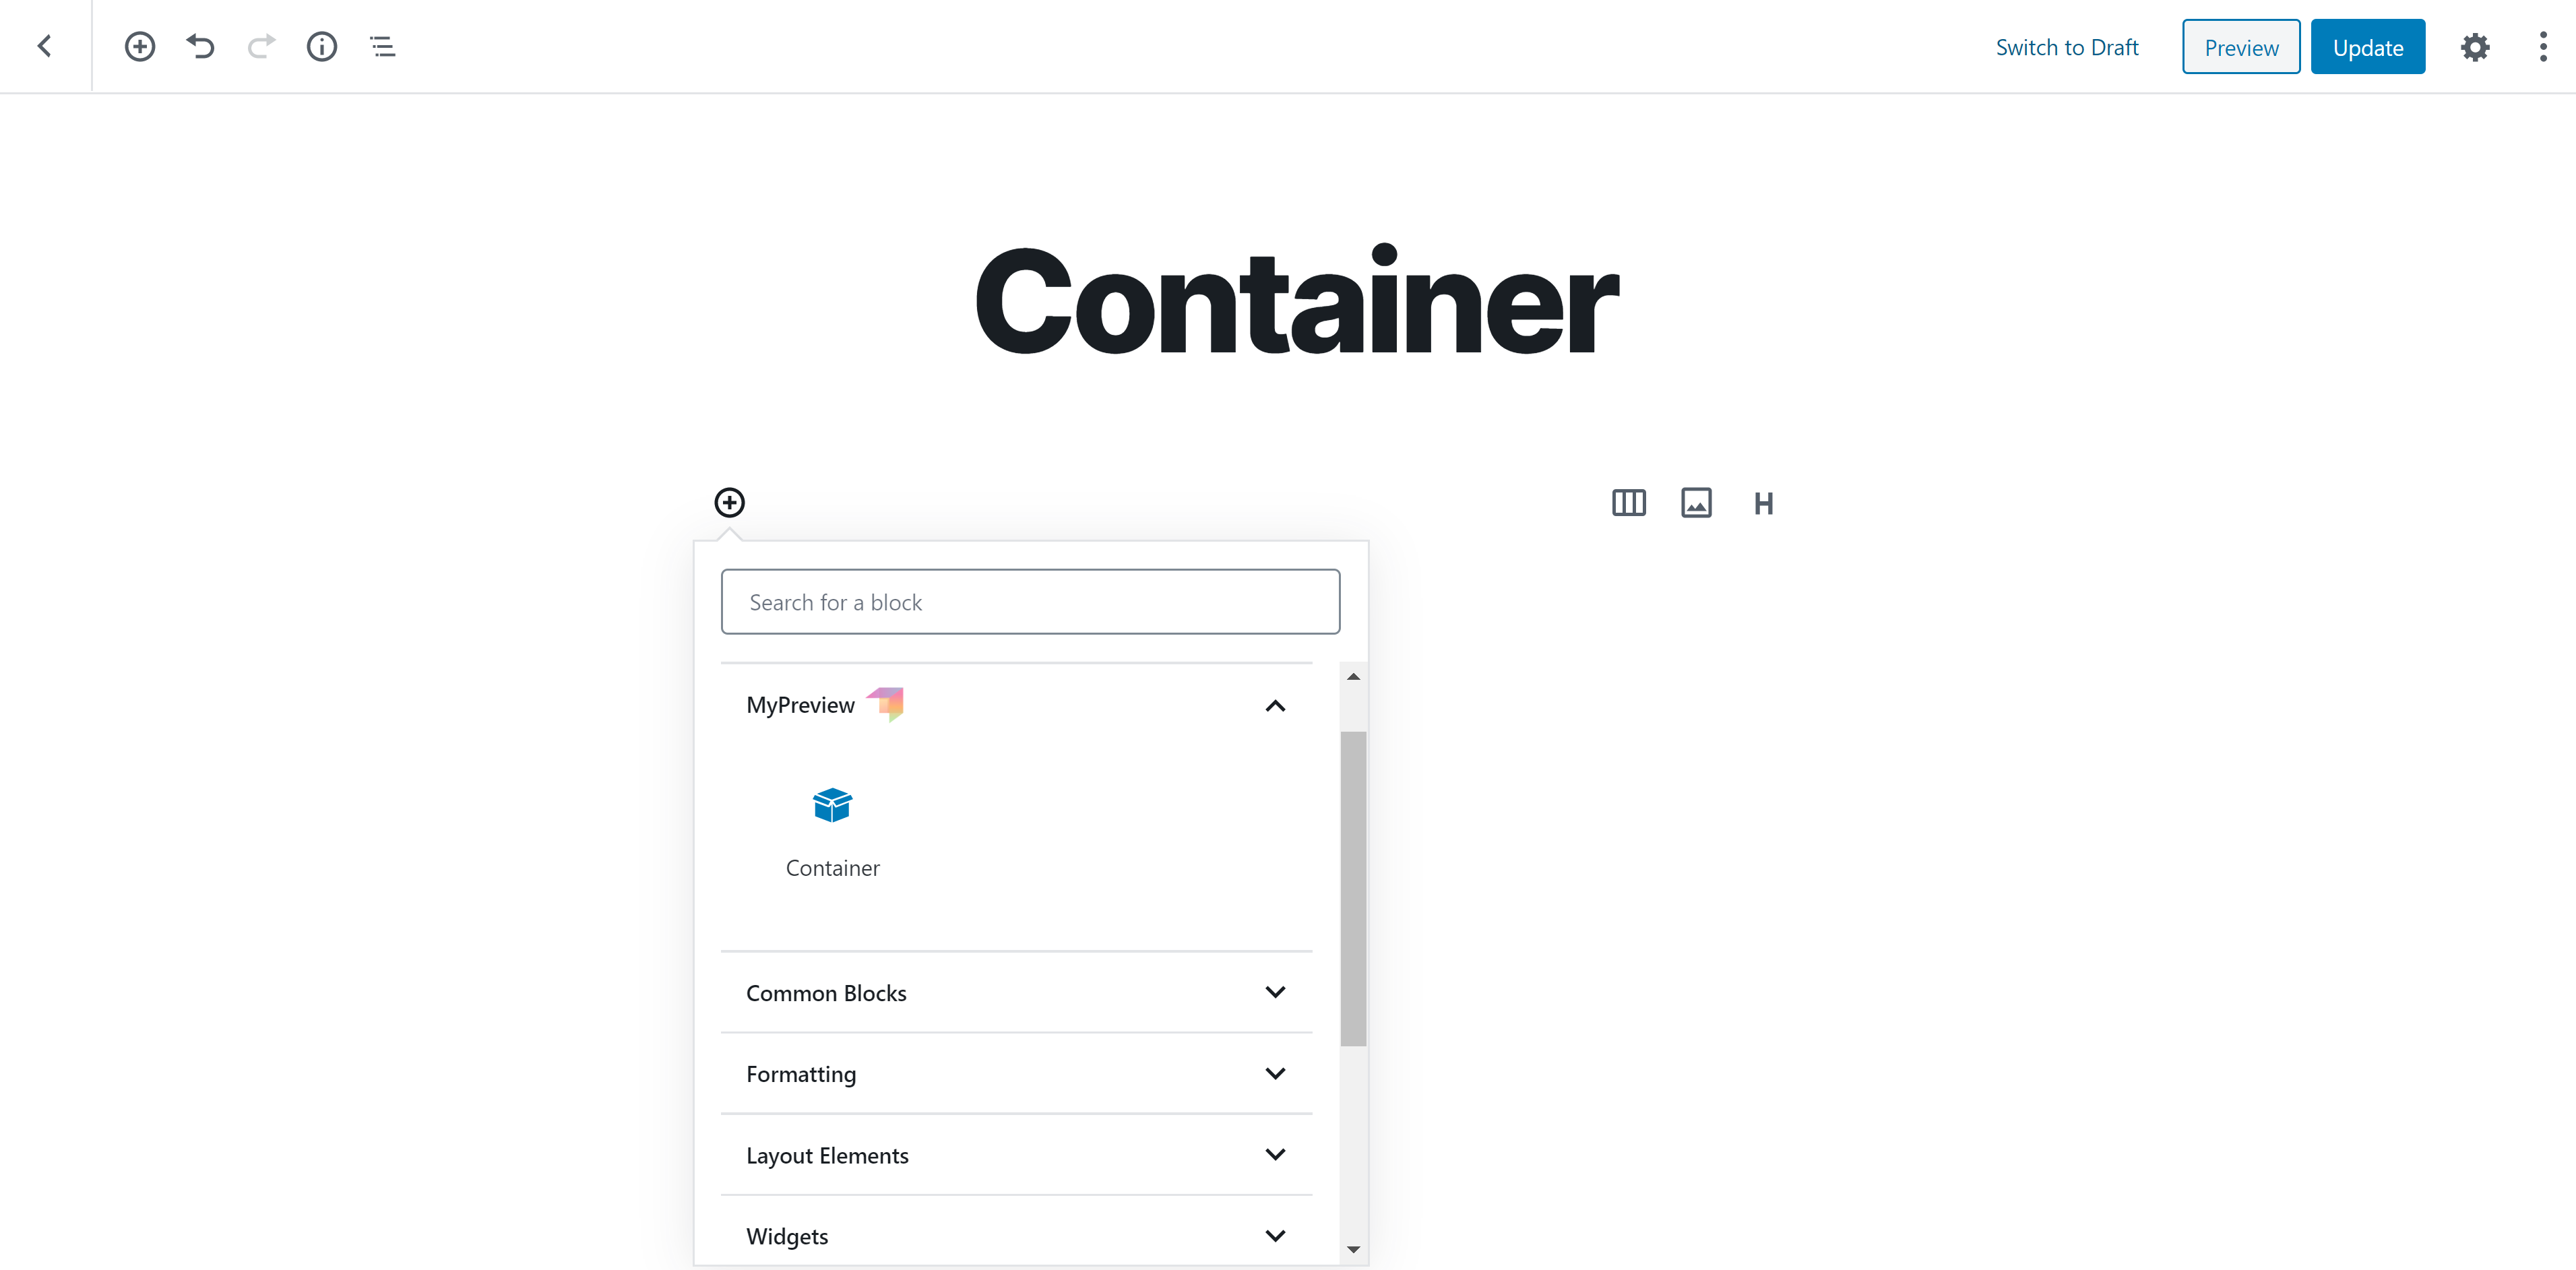 Switch to Draft
Preview
Update
Container
H
Search for a block
MyPreview
Container
Common Blocks
Formatting
Layout Elements
Widgets